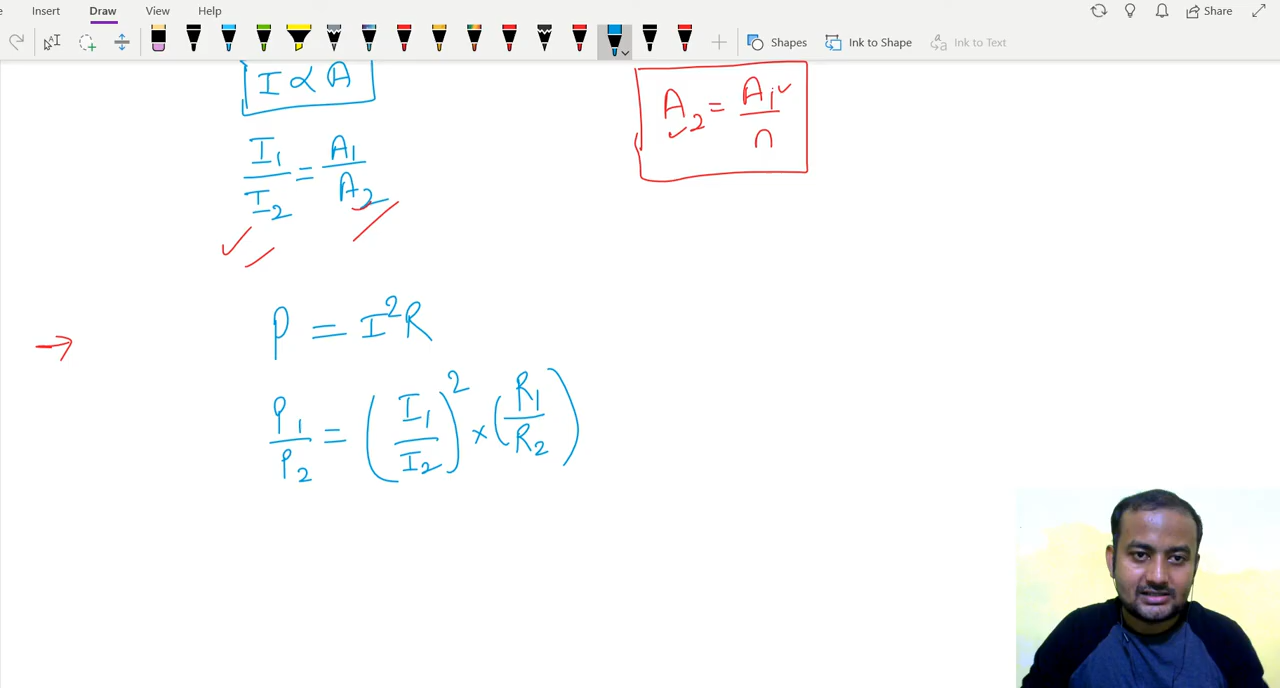 Insert Draw View Help
Share
Shapes Ink to Shape Ink to Text
I ∝ A
A₂ = A₁/n
I₁/I₂ = A₁/A₂
P = I²R
P₁/P₂ = (I₁/I₂)² × (R₁/R₂)